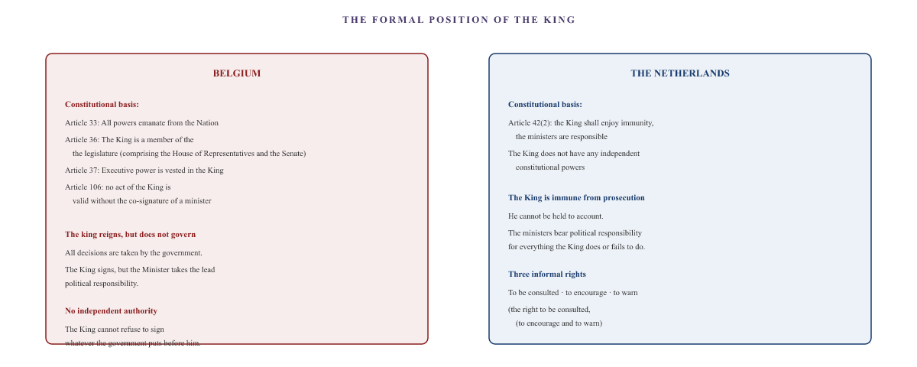 THE FORMAL POSITION OF THE KING
BELGIUM
Constitutional basis:
Article 33: All powers emanate from the Nation
Article 36: The King is a member of the
the legislature (comprising the House of Representatives and the Senate)
Article 37: Executive power is vested in the King
Article 106: no act of the King is
valid without the co-signature of a minister
The king reigns, but does not govern
All decisions are taken by the government.
The King signs, but the Minister takes the lead
political responsibility.
No independent authority
The King cannot refuse to sign
whatever the government puts before him.
THE NETHERLANDS
Constitutional basis:
Article 42(2): the King shall enjoy immunity,
the ministers are responsible
The King does not have any independent
constitutional powers
The King is immune from prosecution
He cannot be held to account.
The ministers bear political responsibility
for everything the King does or fails to do.
Three informal rights
To be consulted · to encourage · to warn
(the right to be consulted,
(to encourage and to warn)